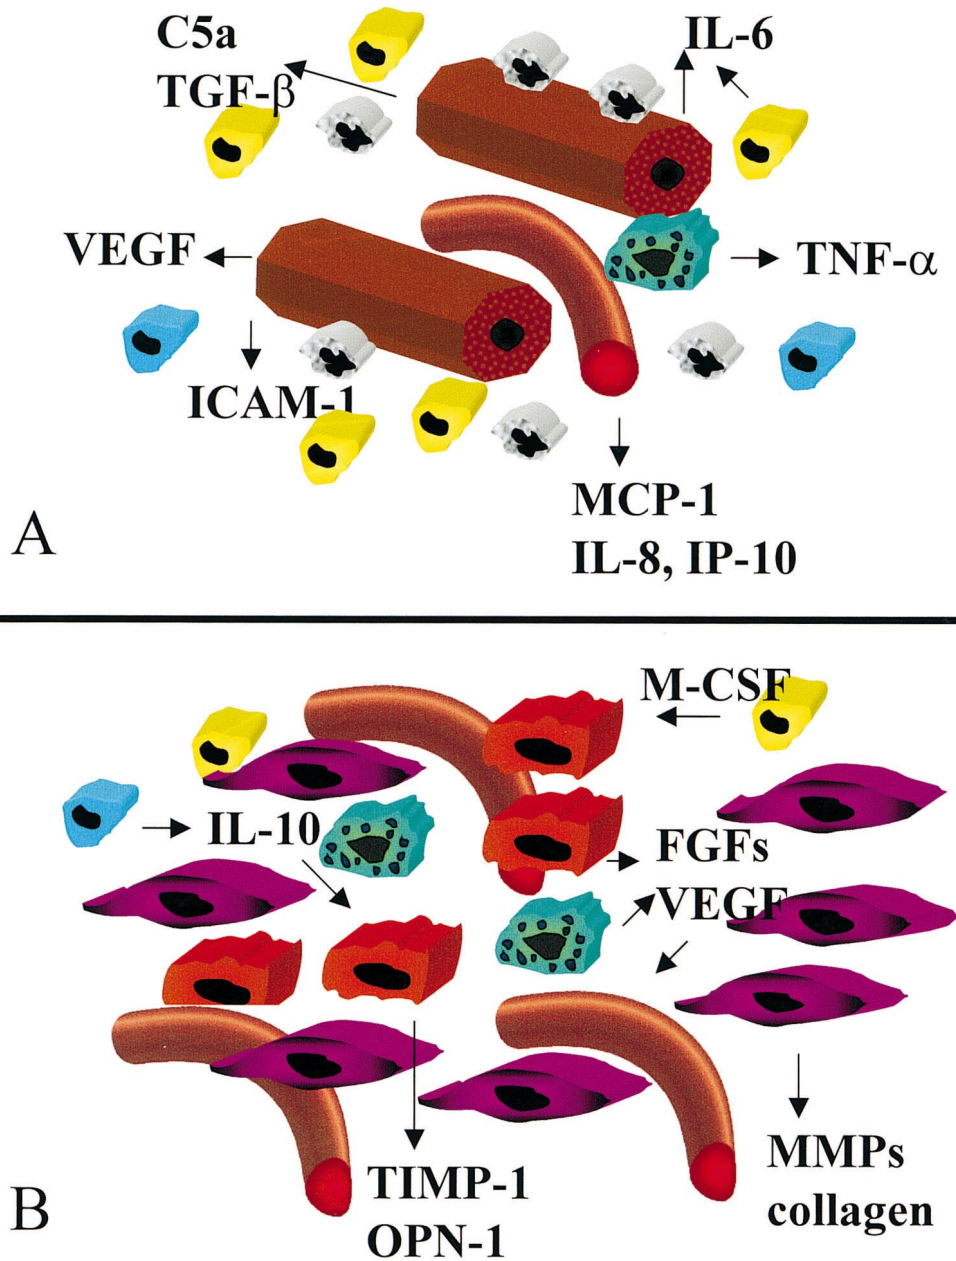 C5a
TGF-β
IL-6
VEGF
TNF-α
ICAM-1
MCP-1
IL-8, IP-10
A
M-CSF
IL-10
FGFs
VEGF
MMPs
collagen
TIMP-1
OPN-1
B